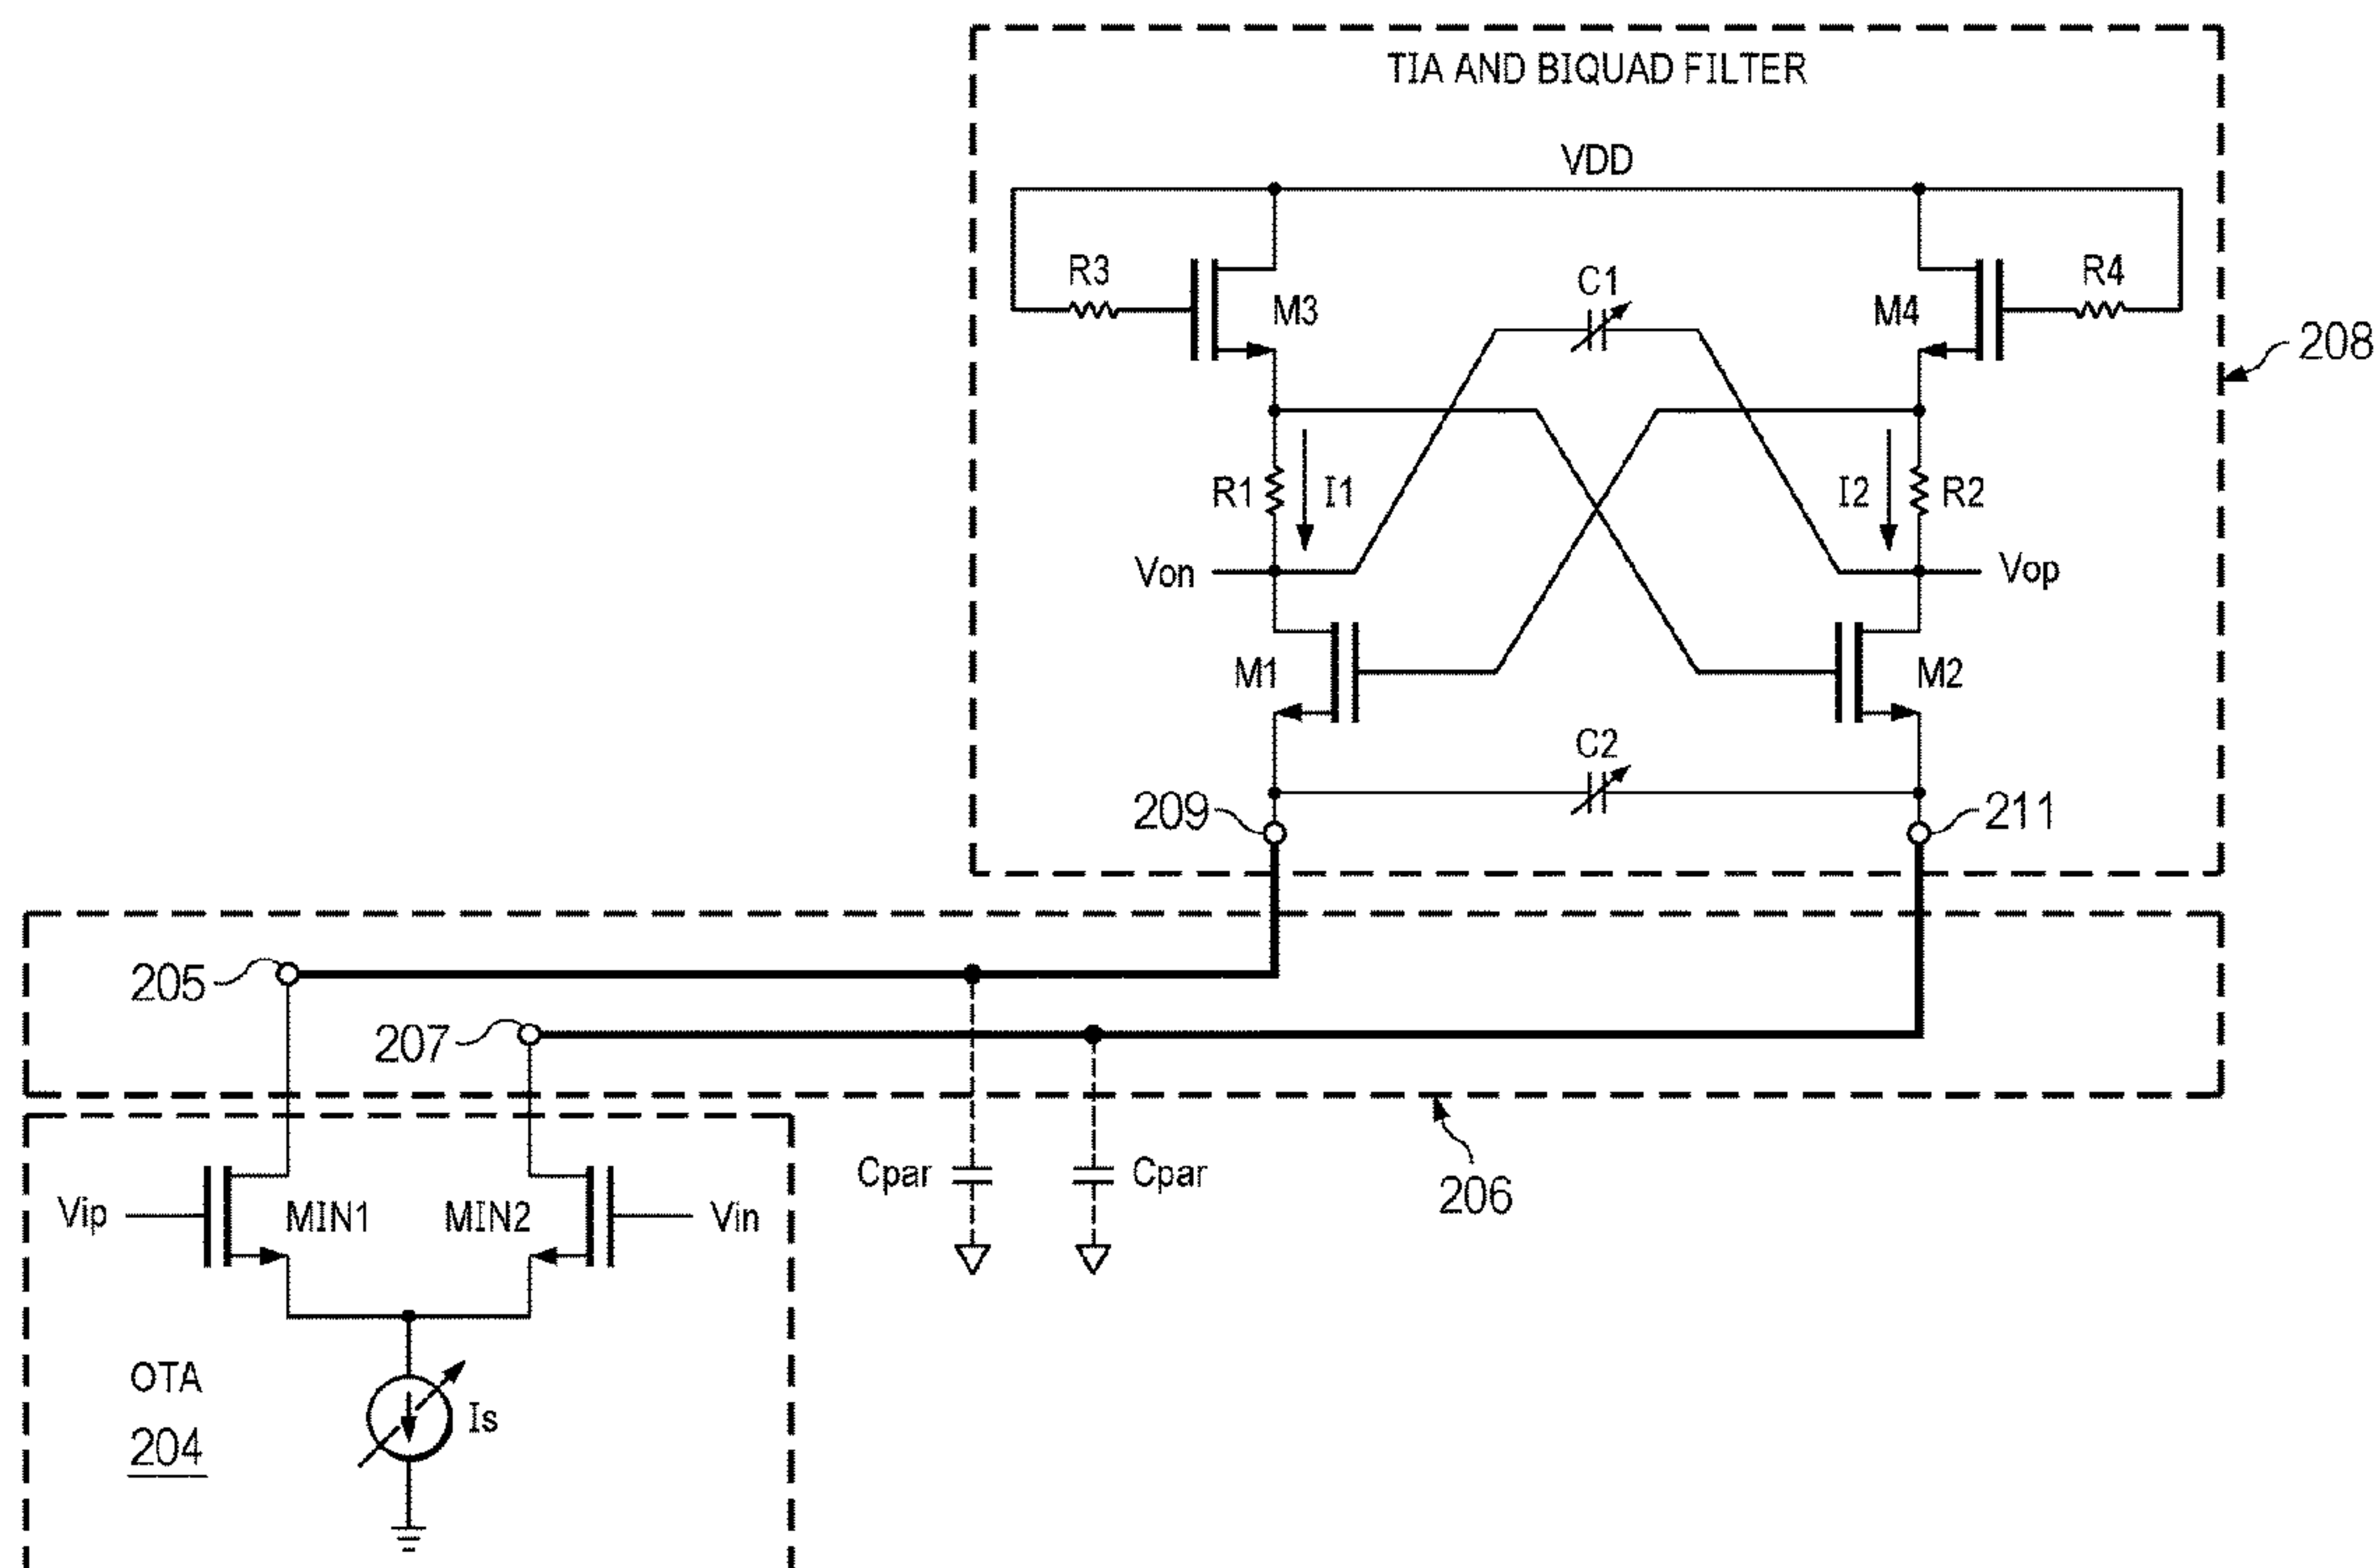 TIA AND BIQUAD FILTER
VDD
R3
M3
C1
M4
R4
208
R1
I1
I2
R2
Von
Vop
M1
M2
C2
209
211
205
207
206
Cpar
Cpar
Vip
MIN1
MIN2
Vin
OTA
204
Is